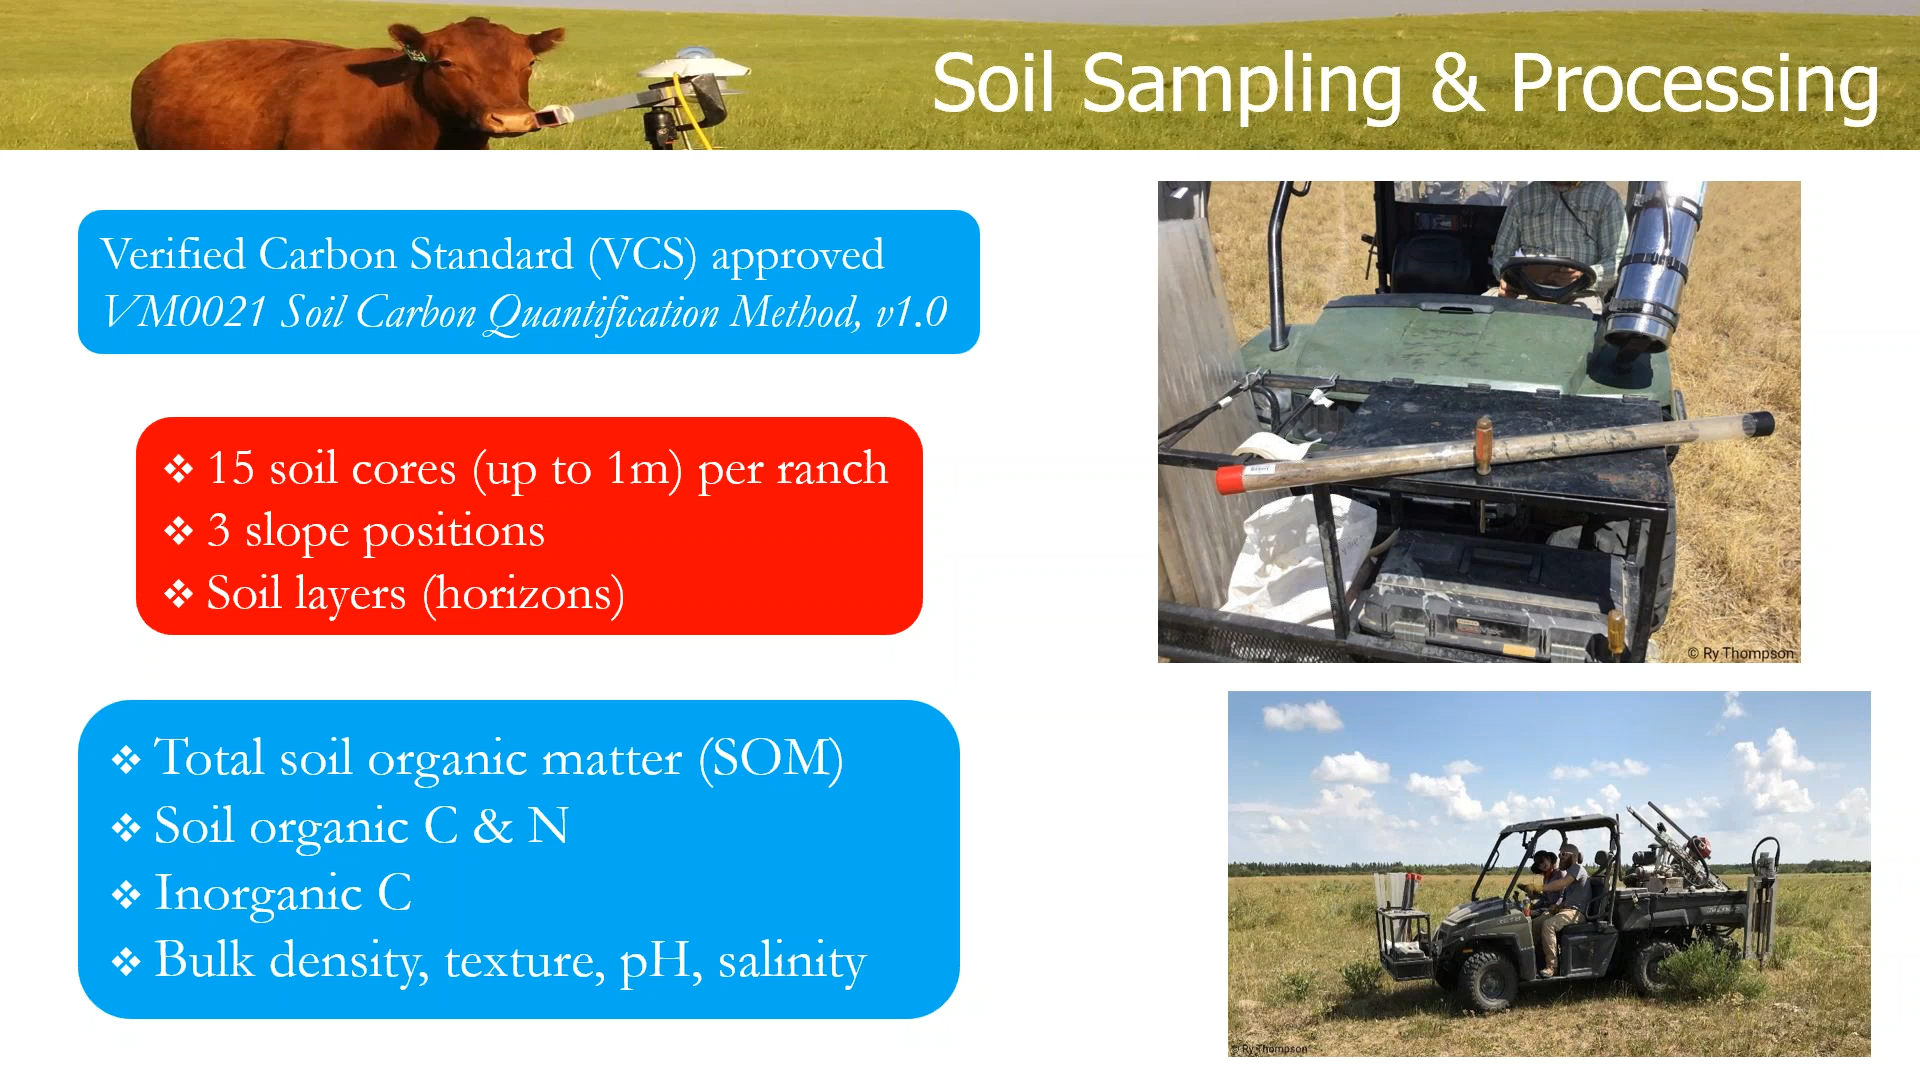 Soil Sampling & Processing
Verified Carbon Standard (VCS) approved
VM0021 Soil Carbon Quantification Method, v1.0
❖ 15 soil cores (up to 1m) per ranch
❖ 3 slope positions
❖ Soil layers (horizons)
❖ Total soil organic matter (SOM)
❖ Soil organic C & N
❖ Inorganic C
❖ Bulk density, texture, pH, salinity
© Ry Thompson
© Ry Thompson